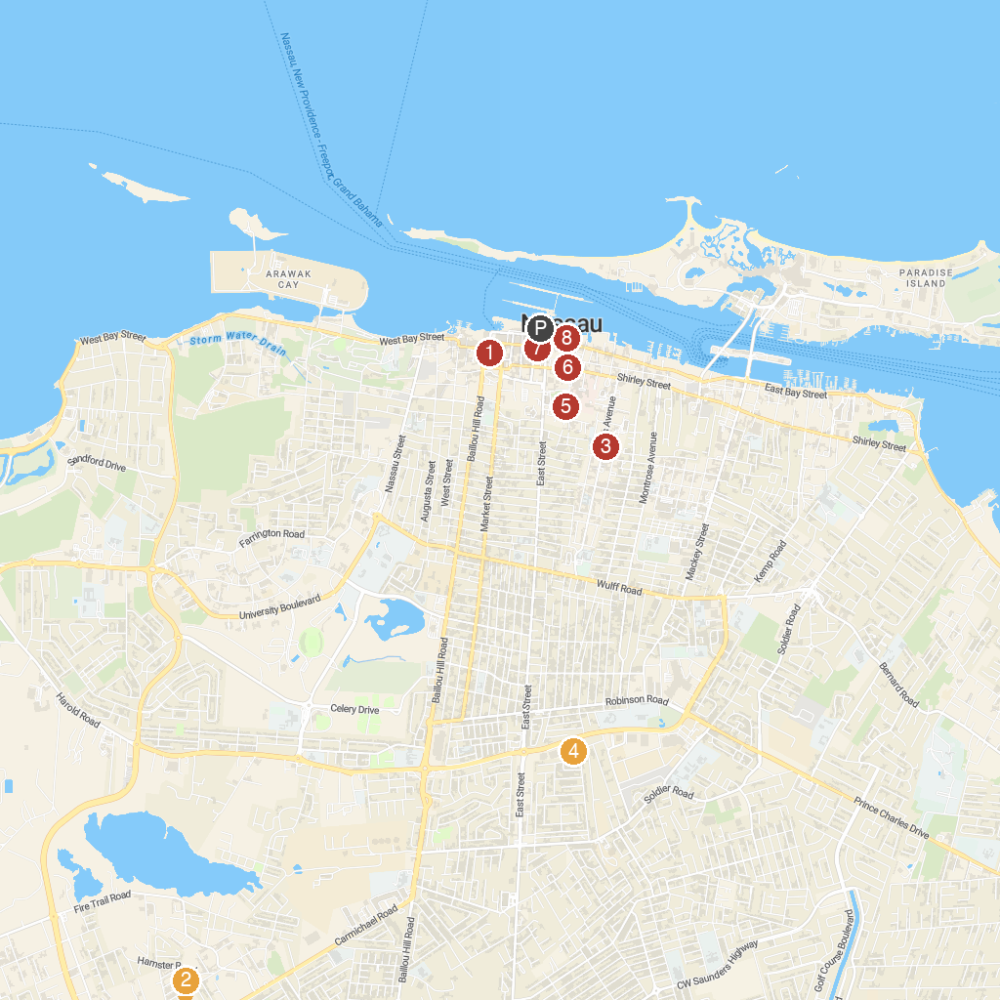 Nassau, New Providence - Freeport, Grand Bahama
ARAWAK
CAY
PARADISE
ISLAND
P
8
7
1
6
5
3
4
2
West Bay Street
Storm Water Drain
West Bay Street
Shirley Street
East Bay Street
Shirley Street
Sandford Drive
Nassau Street
Augusta Street
West Street
Baillou Hill Road
Market Street
East Street
Avenue
Montrose Avenue
Mackey Street
Kemp Road
Farrington Road
University Boulevard
Wulff Road
Soldier Road
Bernard Road
Harold Road
Baillou Hill Road
Celery Drive
East Street
Robinson Road
East Street
Soldier Road
Prince Charles Drive
Fire Trail Road
Carmichael Road
Baillou Hill Road
Hamster
CW Saunders Highway
Golf Course Boulevard